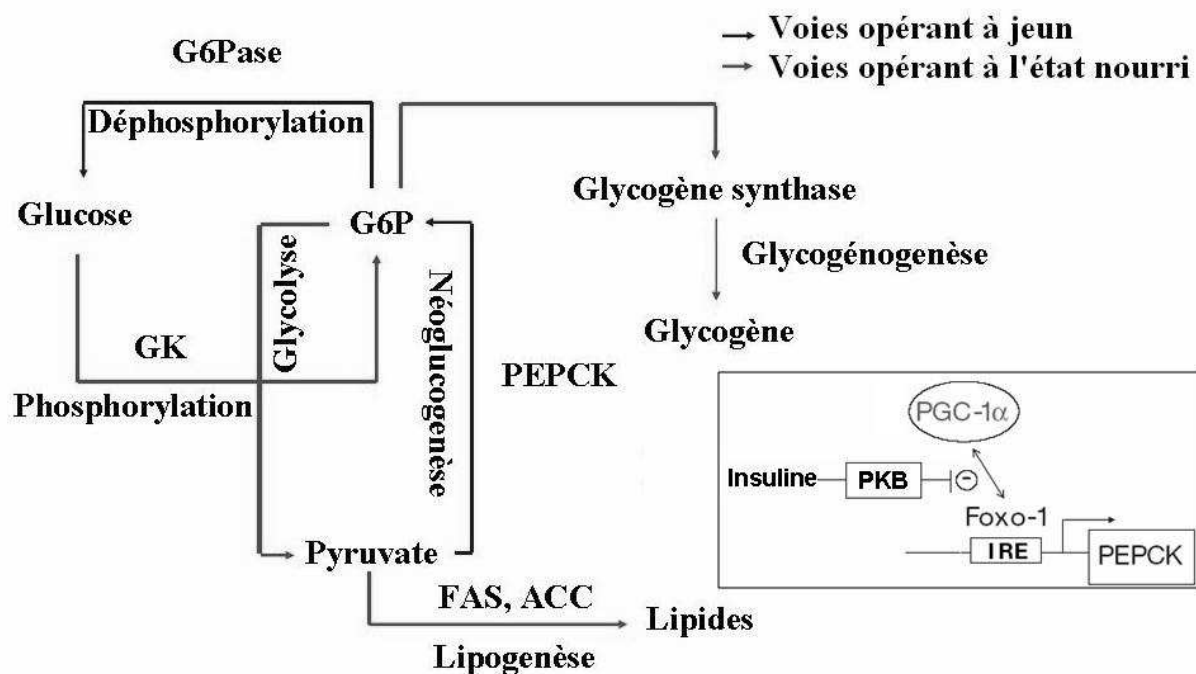 G6Pase
Voies opérant à jeun
Voies opérant à l'état nourri
Déphosphorylation
Glucose
G6P
Glycogène synthase
Glycolyse
Néoglucogenèse
Glycogénogenèse
Glycogène
GK
Phosphorylation
PEPCK
Pyruvate
FAS, ACC
Lipides
Lipogenèse
PGC-1α
Insuline
PKB
-
Foxo-1
IRE
PEPCK